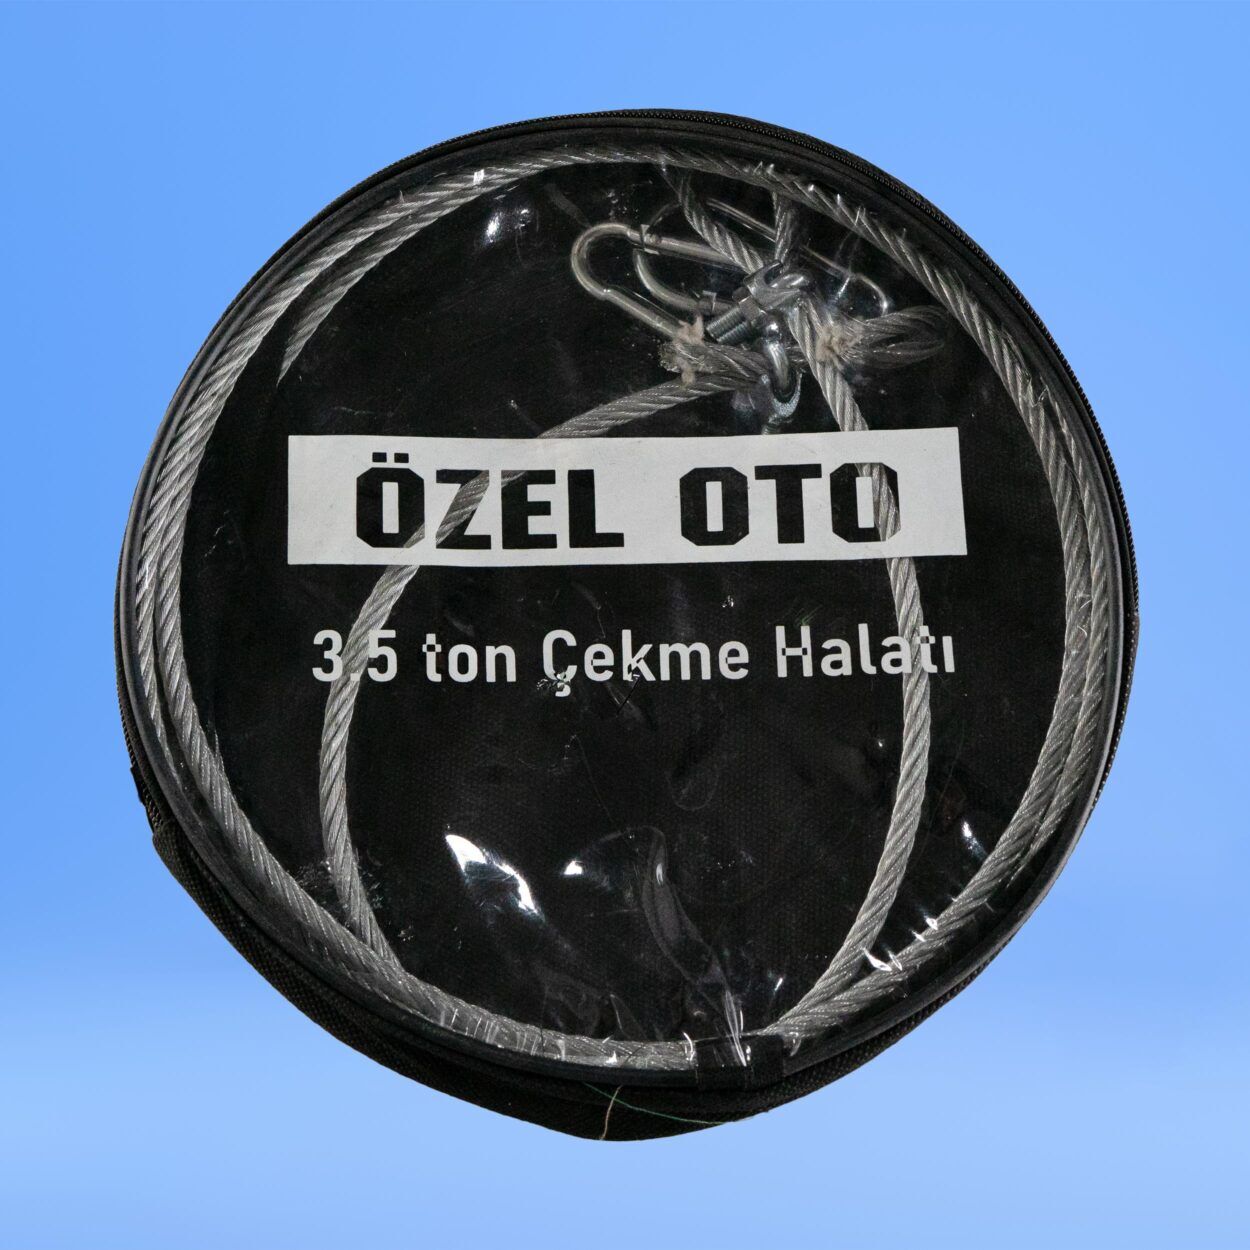 ÖZEL OTO
3.5 ton Çekme Halatı